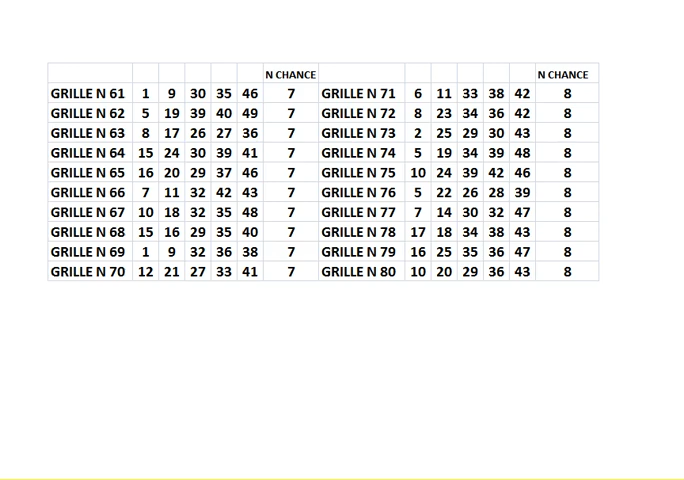 N CHANCE N CHANCE
GRILLE N 61 1 9 30 35 46 7 GRILLE N 71 6 11 33 38 42 8
GRILLE N 62 5 19 39 40 49 7 GRILLE N 72 8 23 34 36 42 8
GRILLE N 63 8 17 26 27 36 7 GRILLE N 73 2 25 29 30 43 8
GRILLE N 64 15 24 30 39 41 7 GRILLE N 74 5 19 34 39 48 8
GRILLE N 65 16 20 29 37 46 7 GRILLE N 75 10 24 39 42 46 8
GRILLE N 66 7 11 32 42 43 7 GRILLE N 76 5 22 26 28 39 8
GRILLE N 67 10 18 32 35 48 7 GRILLE N 77 7 14 30 32 47 8
GRILLE N 68 15 16 29 35 40 7 GRILLE N 78 17 18 34 38 43 8
GRILLE N 69 1 9 32 36 38 7 GRILLE N 79 16 25 35 36 47 8
GRILLE N 70 12 21 27 33 41 7 GRILLE N 80 10 20 29 36 43 8